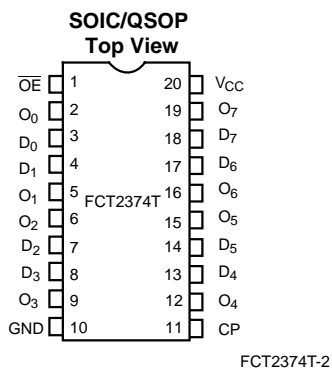 SOIC/QSOP
Top View
O̅E̅ 1 20 VCC
O0 2 19 O7
D0 3 18 D7
D1 4 17 D6
O1 5 FCT2374T 16 O6
O2 6 15 O5
D2 7 14 D5
D3 8 13 D4
O3 9 12 O4
GND 10 11 CP
FCT2374T-2